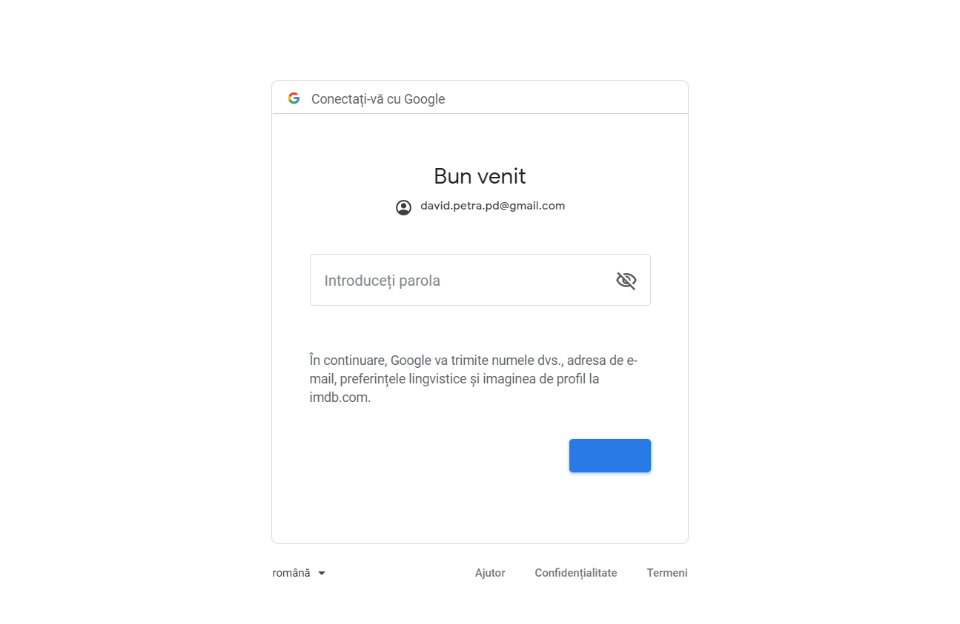 Conectați-vă cu Google
Bun venit
david.petra.pd@gmail.com
Introduceți parola
În continuare, Google va trimite numele dvs., adresa de e-
mail, preferințele lingvistice și imaginea de profil la
imdb.com.
română
Ajutor Confidențialitate Termeni